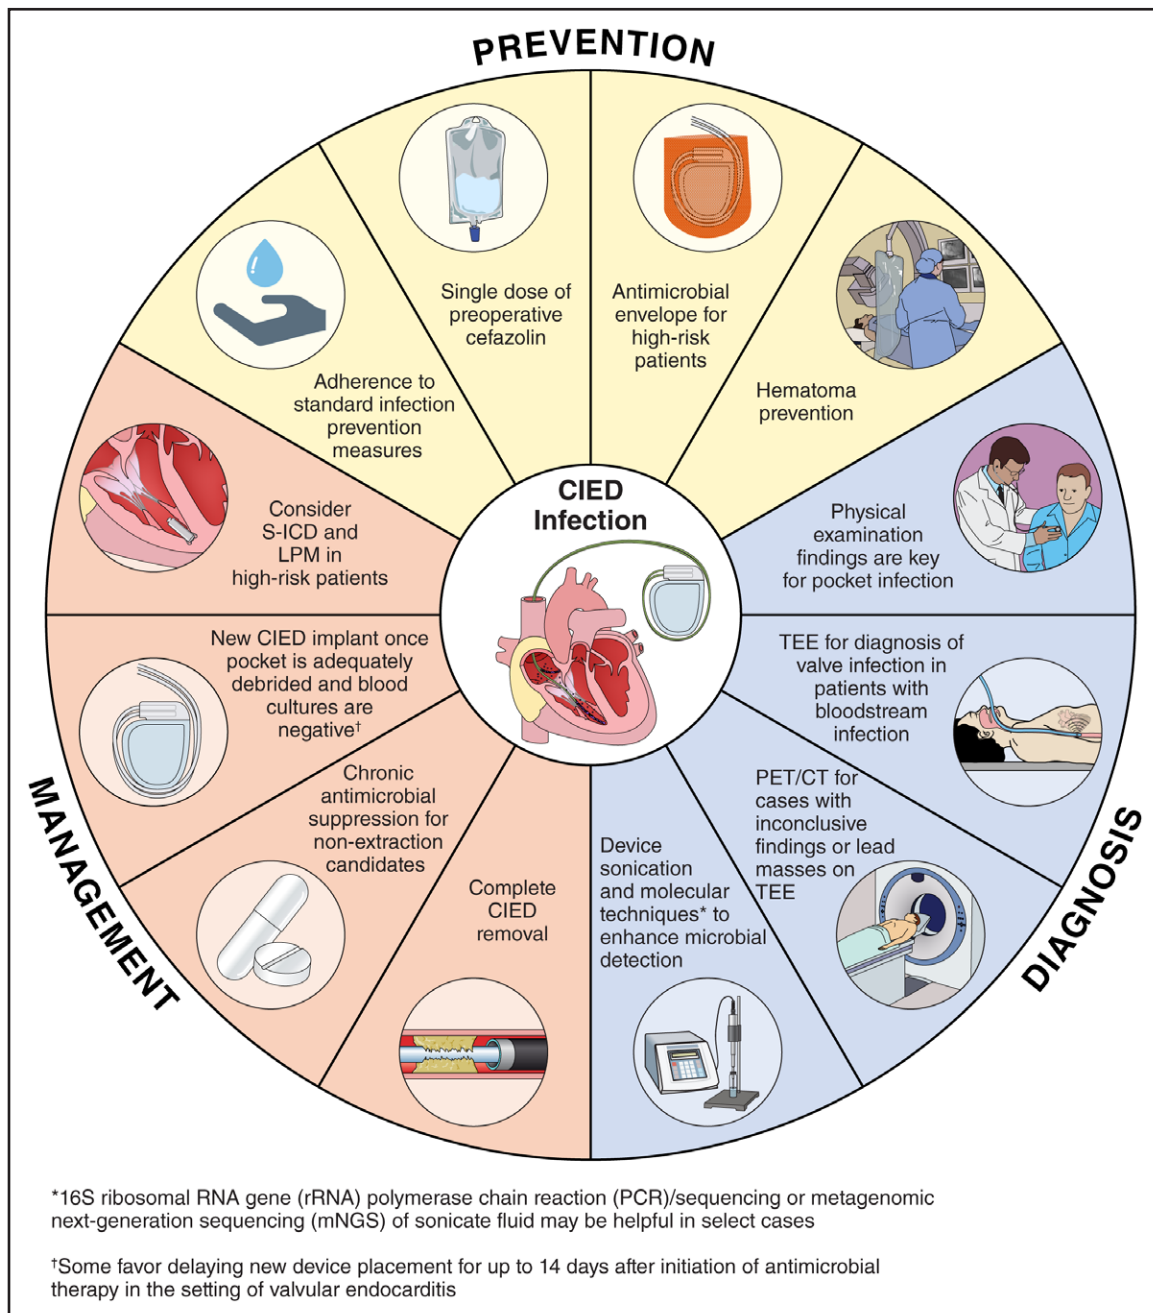 PREVENTION
Single dose of
preoperative
cefazolin
Antimicrobial
envelope for
high-risk
patients
Adherence to
standard infection
prevention
measures
Hematoma
prevention
CIED
Infection
Consider
S-ICD and
LPM in
high-risk patients
Physical
examination
findings are key
for pocket infection
New CIED implant once
pocket is adequately
debrided and blood
cultures are
negative†
TEE for diagnosis of
valve infection in
patients with
bloodstream
infection
Chronic
antimicrobial
suppression for
non-extraction
candidates
PET/CT for
cases with
inconclusive
findings or lead
masses on
TEE
Complete
CIED
removal
Device
sonication
and molecular
techniques* to
enhance microbial
detection
MANAGEMENT
DIAGNOSIS
*16S ribosomal RNA gene (rRNA) polymerase chain reaction (PCR)/sequencing or metagenomic
next-generation sequencing (mNGS) of sonicate fluid may be helpful in select cases
†Some favor delaying new device placement for up to 14 days after initiation of antimicrobial
therapy in the setting of valvular endocarditis